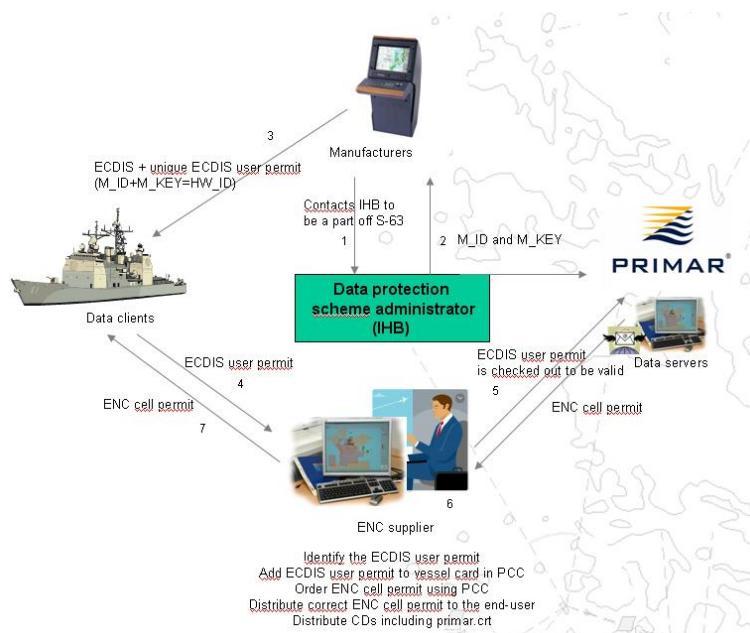 Manufacturers
3
ECDIS + unique ECDIS user permit
(M_ID+M_KEY=HW_ID)
Contacts IHB to
be a part off S-63
1
2
M_ID and M_KEY
PRIMAR®
Data protection
scheme administrator
(IHB)
Data clients
Data servers
ECDIS user permit
4
ECDIS user permit
is checked out to be valid
5
ENC cell permit
7
ENC cell permit
6
ENC supplier
Identify the ECDIS user permit
Add ECDIS user permit to vessel card in PCC
Order ENC cell permit using PCC
Distribute correct ENC cell permit to the end-user
Distribute CDs including primar.crt